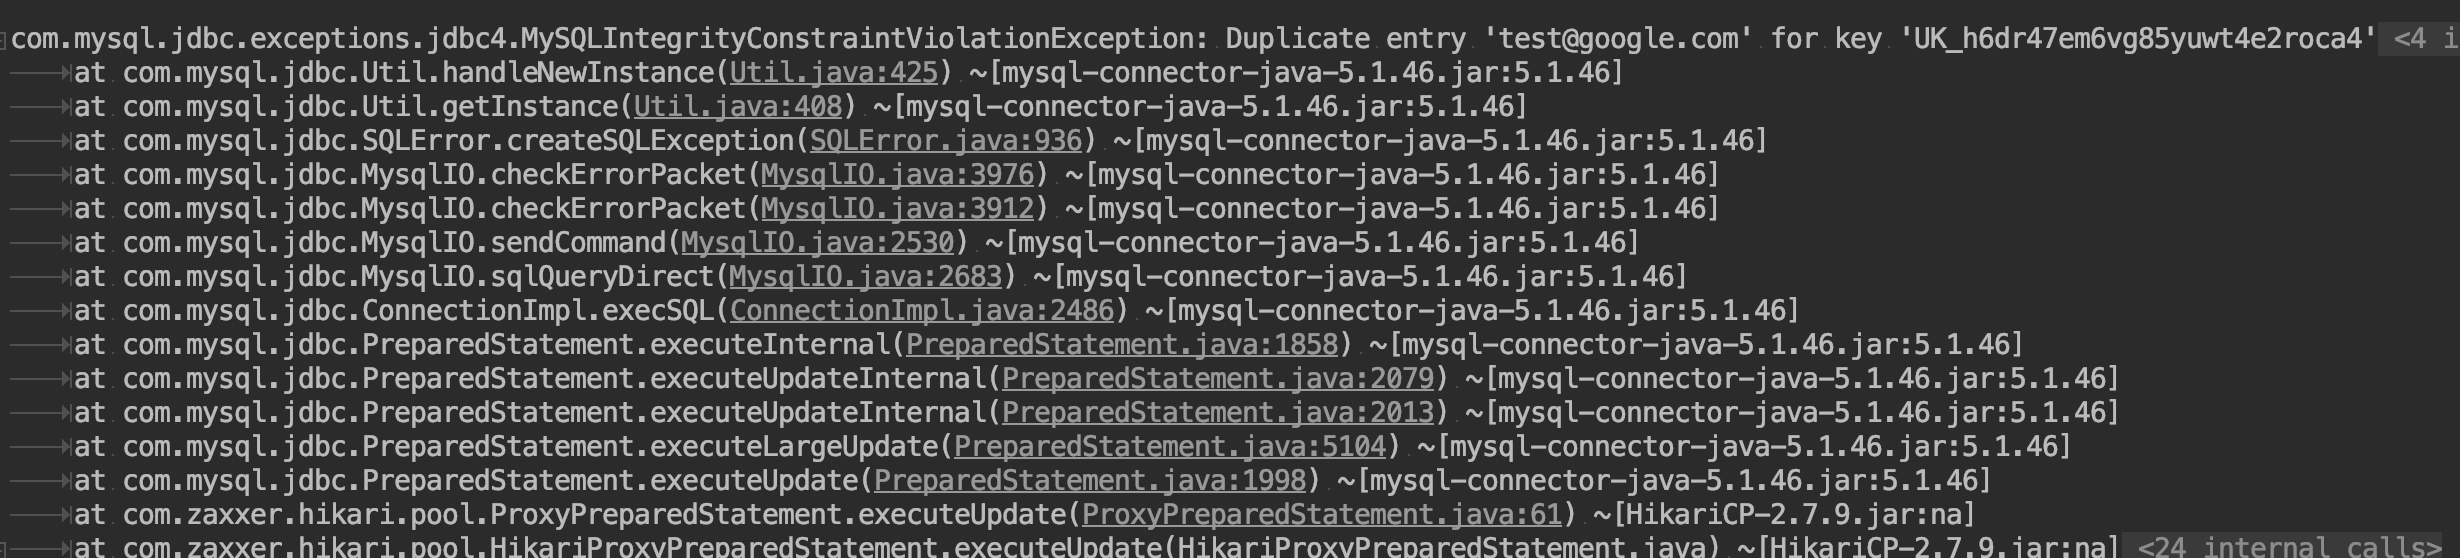 com.mysql.jdbc.exceptions.jdbc4.MySQLIntegrityConstraintViolationException: Duplicate entry 'test@google.com' for key 'UK_h6dr47em6vg85yuwt4e2roca4' <4 i
at com.mysql.jdbc.Util.handleNewInstance(Util.java:425) ~[mysql-connector-java-5.1.46.jar:5.1.46]
at com.mysql.jdbc.Util.getInstance(Util.java:408) ~[mysql-connector-java-5.1.46.jar:5.1.46]
at com.mysql.jdbc.SQLError.createSQLException(SQLError.java:936) ~[mysql-connector-java-5.1.46.jar:5.1.46]
at com.mysql.jdbc.MysqlIO.checkErrorPacket(MysqlIO.java:3976) ~[mysql-connector-java-5.1.46.jar:5.1.46]
at com.mysql.jdbc.MysqlIO.checkErrorPacket(MysqlIO.java:3912) ~[mysql-connector-java-5.1.46.jar:5.1.46]
at com.mysql.jdbc.MysqlIO.sendCommand(MysqlIO.java:2530) ~[mysql-connector-java-5.1.46.jar:5.1.46]
at com.mysql.jdbc.MysqlIO.sqlQueryDirect(MysqlIO.java:2683) ~[mysql-connector-java-5.1.46.jar:5.1.46]
at com.mysql.jdbc.ConnectionImpl.execSQL(ConnectionImpl.java:2486) ~[mysql-connector-java-5.1.46.jar:5.1.46]
at com.mysql.jdbc.PreparedStatement.executeInternal(PreparedStatement.java:1858) ~[mysql-connector-java-5.1.46.jar:5.1.46]
at com.mysql.jdbc.PreparedStatement.executeUpdateInternal(PreparedStatement.java:2079) ~[mysql-connector-java-5.1.46.jar:5.1.46]
at com.mysql.jdbc.PreparedStatement.executeUpdateInternal(PreparedStatement.java:2013) ~[mysql-connector-java-5.1.46.jar:5.1.46]
at com.mysql.jdbc.PreparedStatement.executeLargeUpdate(PreparedStatement.java:5104) ~[mysql-connector-java-5.1.46.jar:5.1.46]
at com.mysql.jdbc.PreparedStatement.executeUpdate(PreparedStatement.java:1998) ~[mysql-connector-java-5.1.46.jar:5.1.46]
at com.zaxxer.hikari.pool.ProxyPreparedStatement.executeUpdate(ProxyPreparedStatement.java:61) ~[HikariCP-2.7.9.jar:na]
at com.zaxxer.hikari.pool.HikariProxyPreparedStatement.executeUpdate(HikariProxyPreparedStatement.java) ~[HikariCP-2.7.9.jar:na] <24 internal calls>